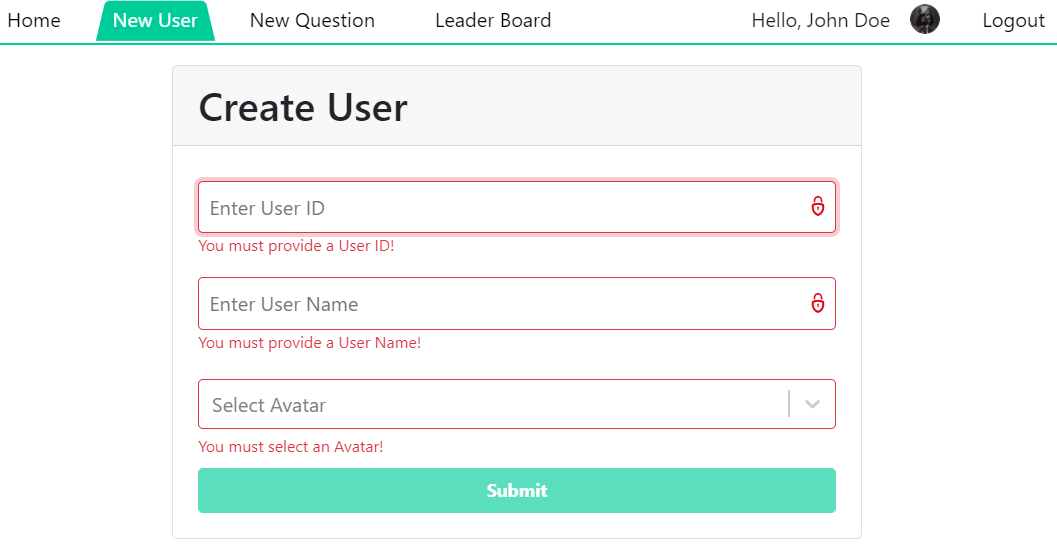 Home New User New Question Leader Board Hello, John Doe Logout
Create User
Enter User ID
You must provide a User ID!
Enter User Name
You must provide a User Name!
Select Avatar
You must select an Avatar!
Submit